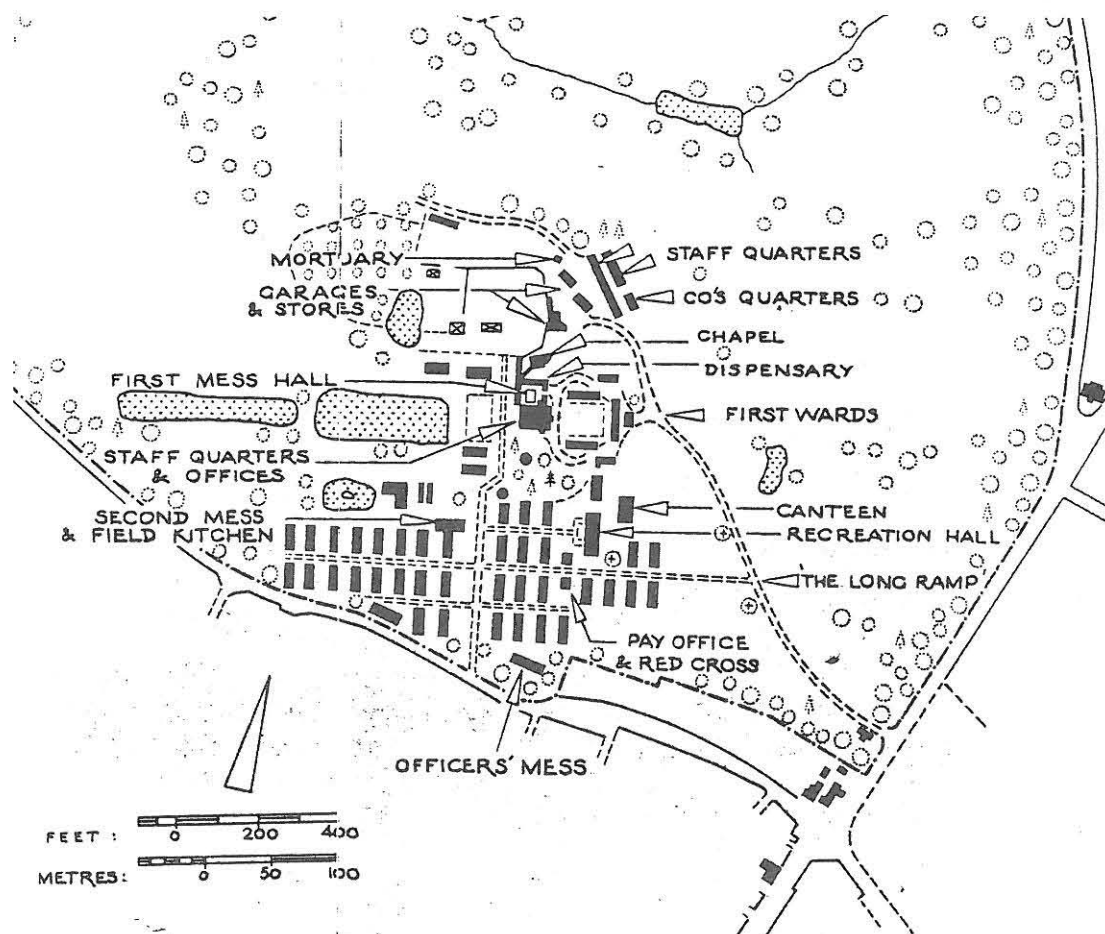 MORTUARY
STAFF QUARTERS
GARAGES
& STORES
CO'S QUARTERS
CHAPEL
DISPENSARY
FIRST MESS HALL
FIRST WARDS
STAFF QUARTERS
& OFFICES
SECOND MESS
& FIELD KITCHEN
CANTEEN
RECREATION HALL
THE LONG RAMP
PAY OFFICE
& RED CROSS
OFFICERS' MESS
FEET : 0 200 400
METRES: 0 50 100